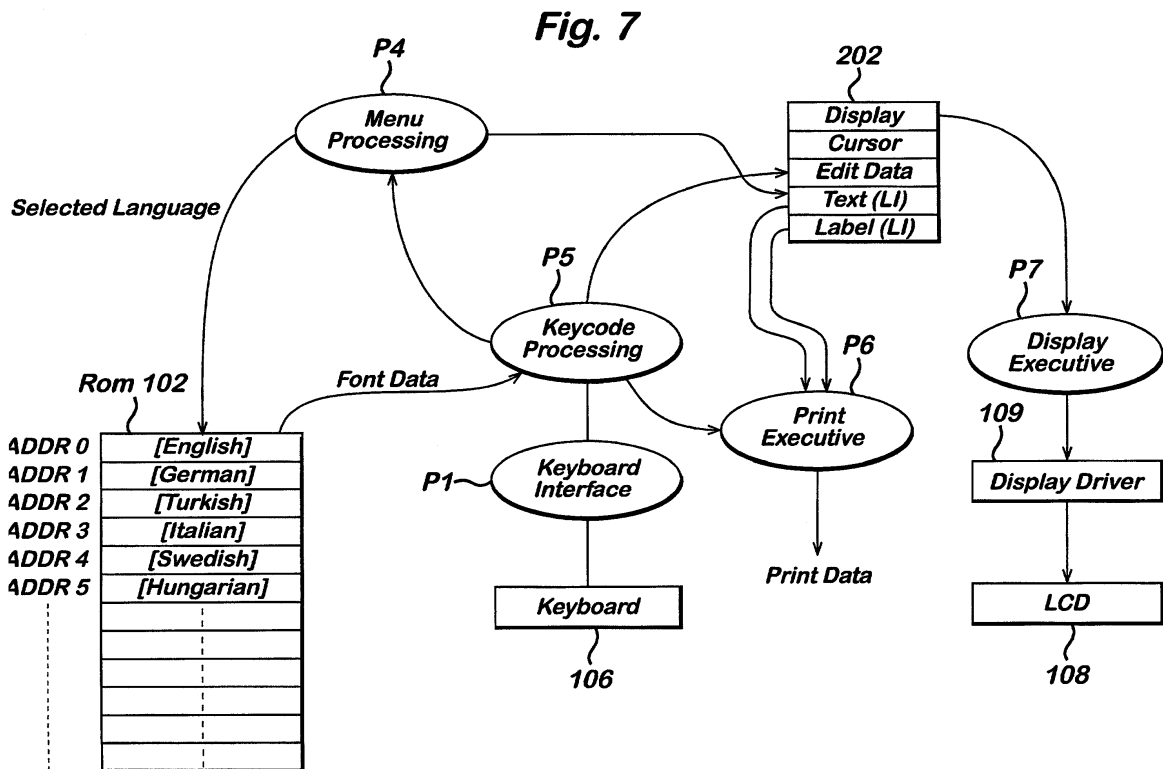 Fig. 7
P4
Menu
Processing
202
Display
Cursor
Edit Data
Text (LI)
Label (LI)
Selected Language
P5
Keycode
Processing
P7
Display
Executive
P6
Print
Executive
Rom 102
Font Data
ADDR 0 [English]
ADDR 1 [German]
ADDR 2 [Turkish]
ADDR 3 [Italian]
ADDR 4 [Swedish]
ADDR 5 [Hungarian]
P1
Keyboard
Interface
109
Display Driver
Print Data
Keyboard
106
LCD
108